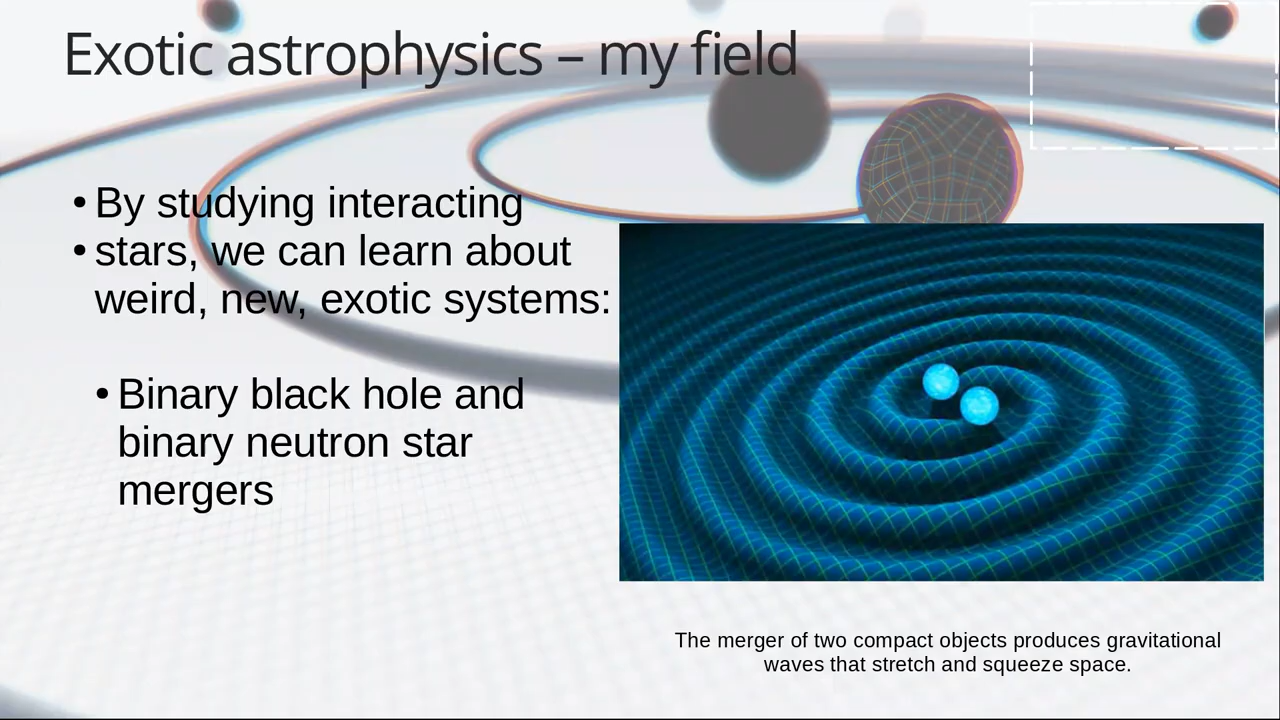 Exotic astrophysics – my field
• By studying interacting
• stars, we can learn about
weird, new, exotic systems:
• Binary black hole and
binary neutron star
mergers
The merger of two compact objects produces gravitational
waves that stretch and squeeze space.